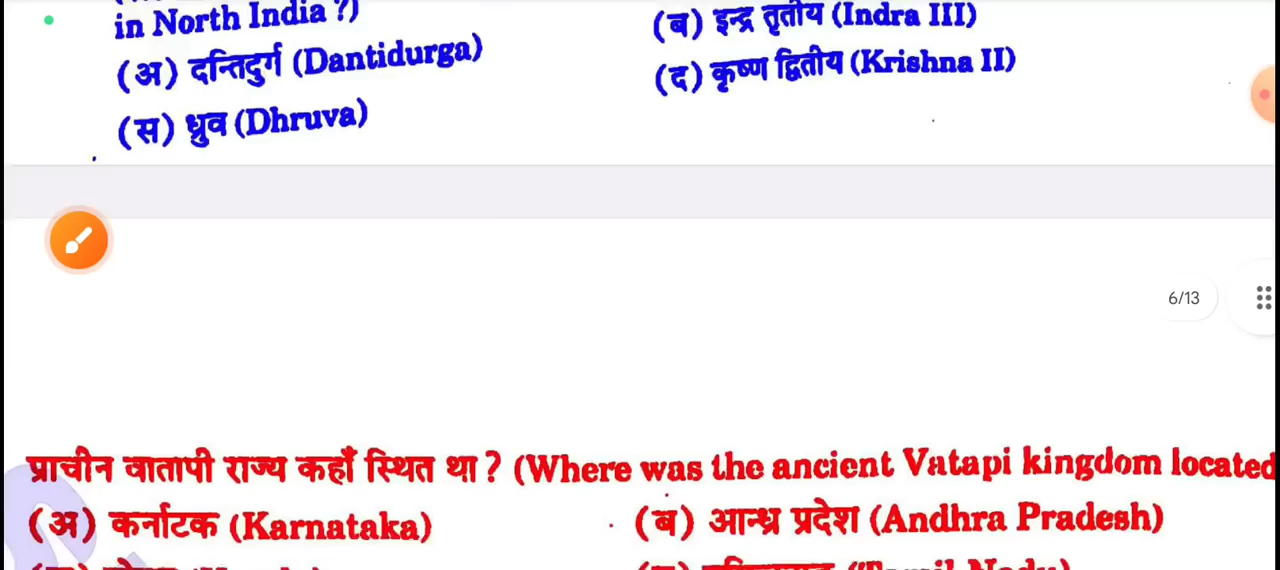 in North India ?)
(ब) इन्द्र तृतीय (Indra III)
(अ) दन्तिदुर्ग (Dantidurga)
(द) कृष्ण द्वितीय (Krishna II)
(स) ध्रुव (Dhruva)
6/13
प्राचीन वातापी राज्य कहाँ स्थित था ? (Where was the ancient Vatapi kingdom located
(अ) कर्नाटक (Karnataka)
(ब) आन्ध्र प्रदेश (Andhra Pradesh)